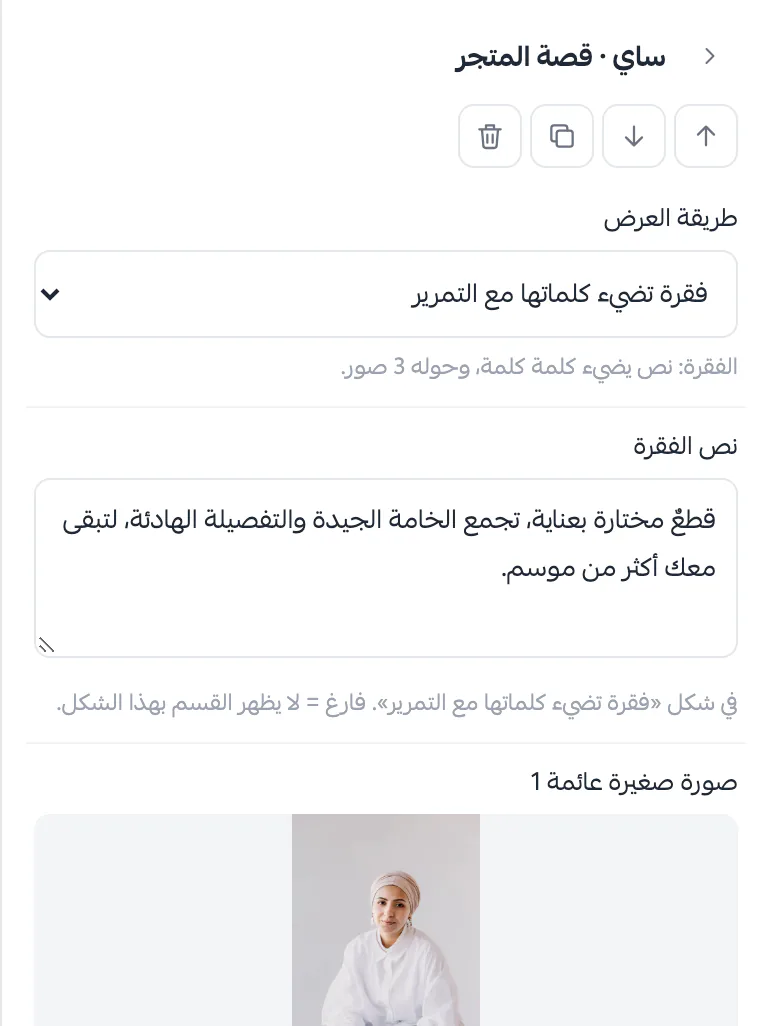 ساي · قصة المتجر
طريقة العرض
فقرة تضيء كلماتها مع التمرير
الفقرة: نص يضيء كلمة كلمة، وحوله 3 صور.
نص الفقرة
قطعٌ مختارة بعناية، تجمع الخامة الجيدة والتفصيلة الهادئة، لتبقى
معك أكثر من موسم.
في شكل «فقرة تضيء كلماتها مع التمرير». فارغ = لا يظهر القسم بهذا الشكل.
صورة صغيرة عائمة 1